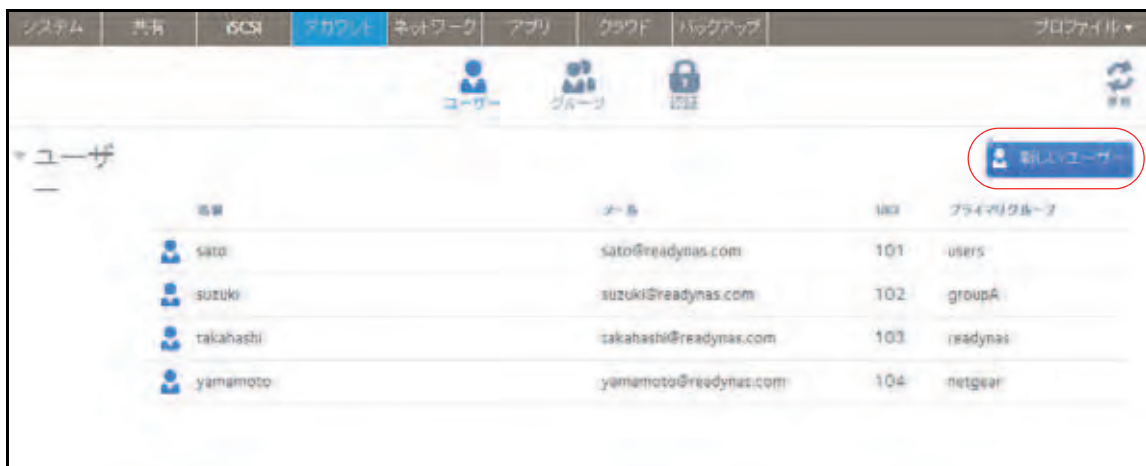 システム 共有 iSCSI アカウント ネットワーク アプリ クラウド バックアップ プロファイル▾
ユーザー グループ 認証 更新
ユーザー
新しいユーザー
名前 メール UID プライマリグループ
sato sato@readynas.com 101 users
suzuki suzuki@readynas.com 102 groupA
takahashi takahashi@readynas.com 103 readynas
yamamoto yamamoto@readynas.com 104 netgear